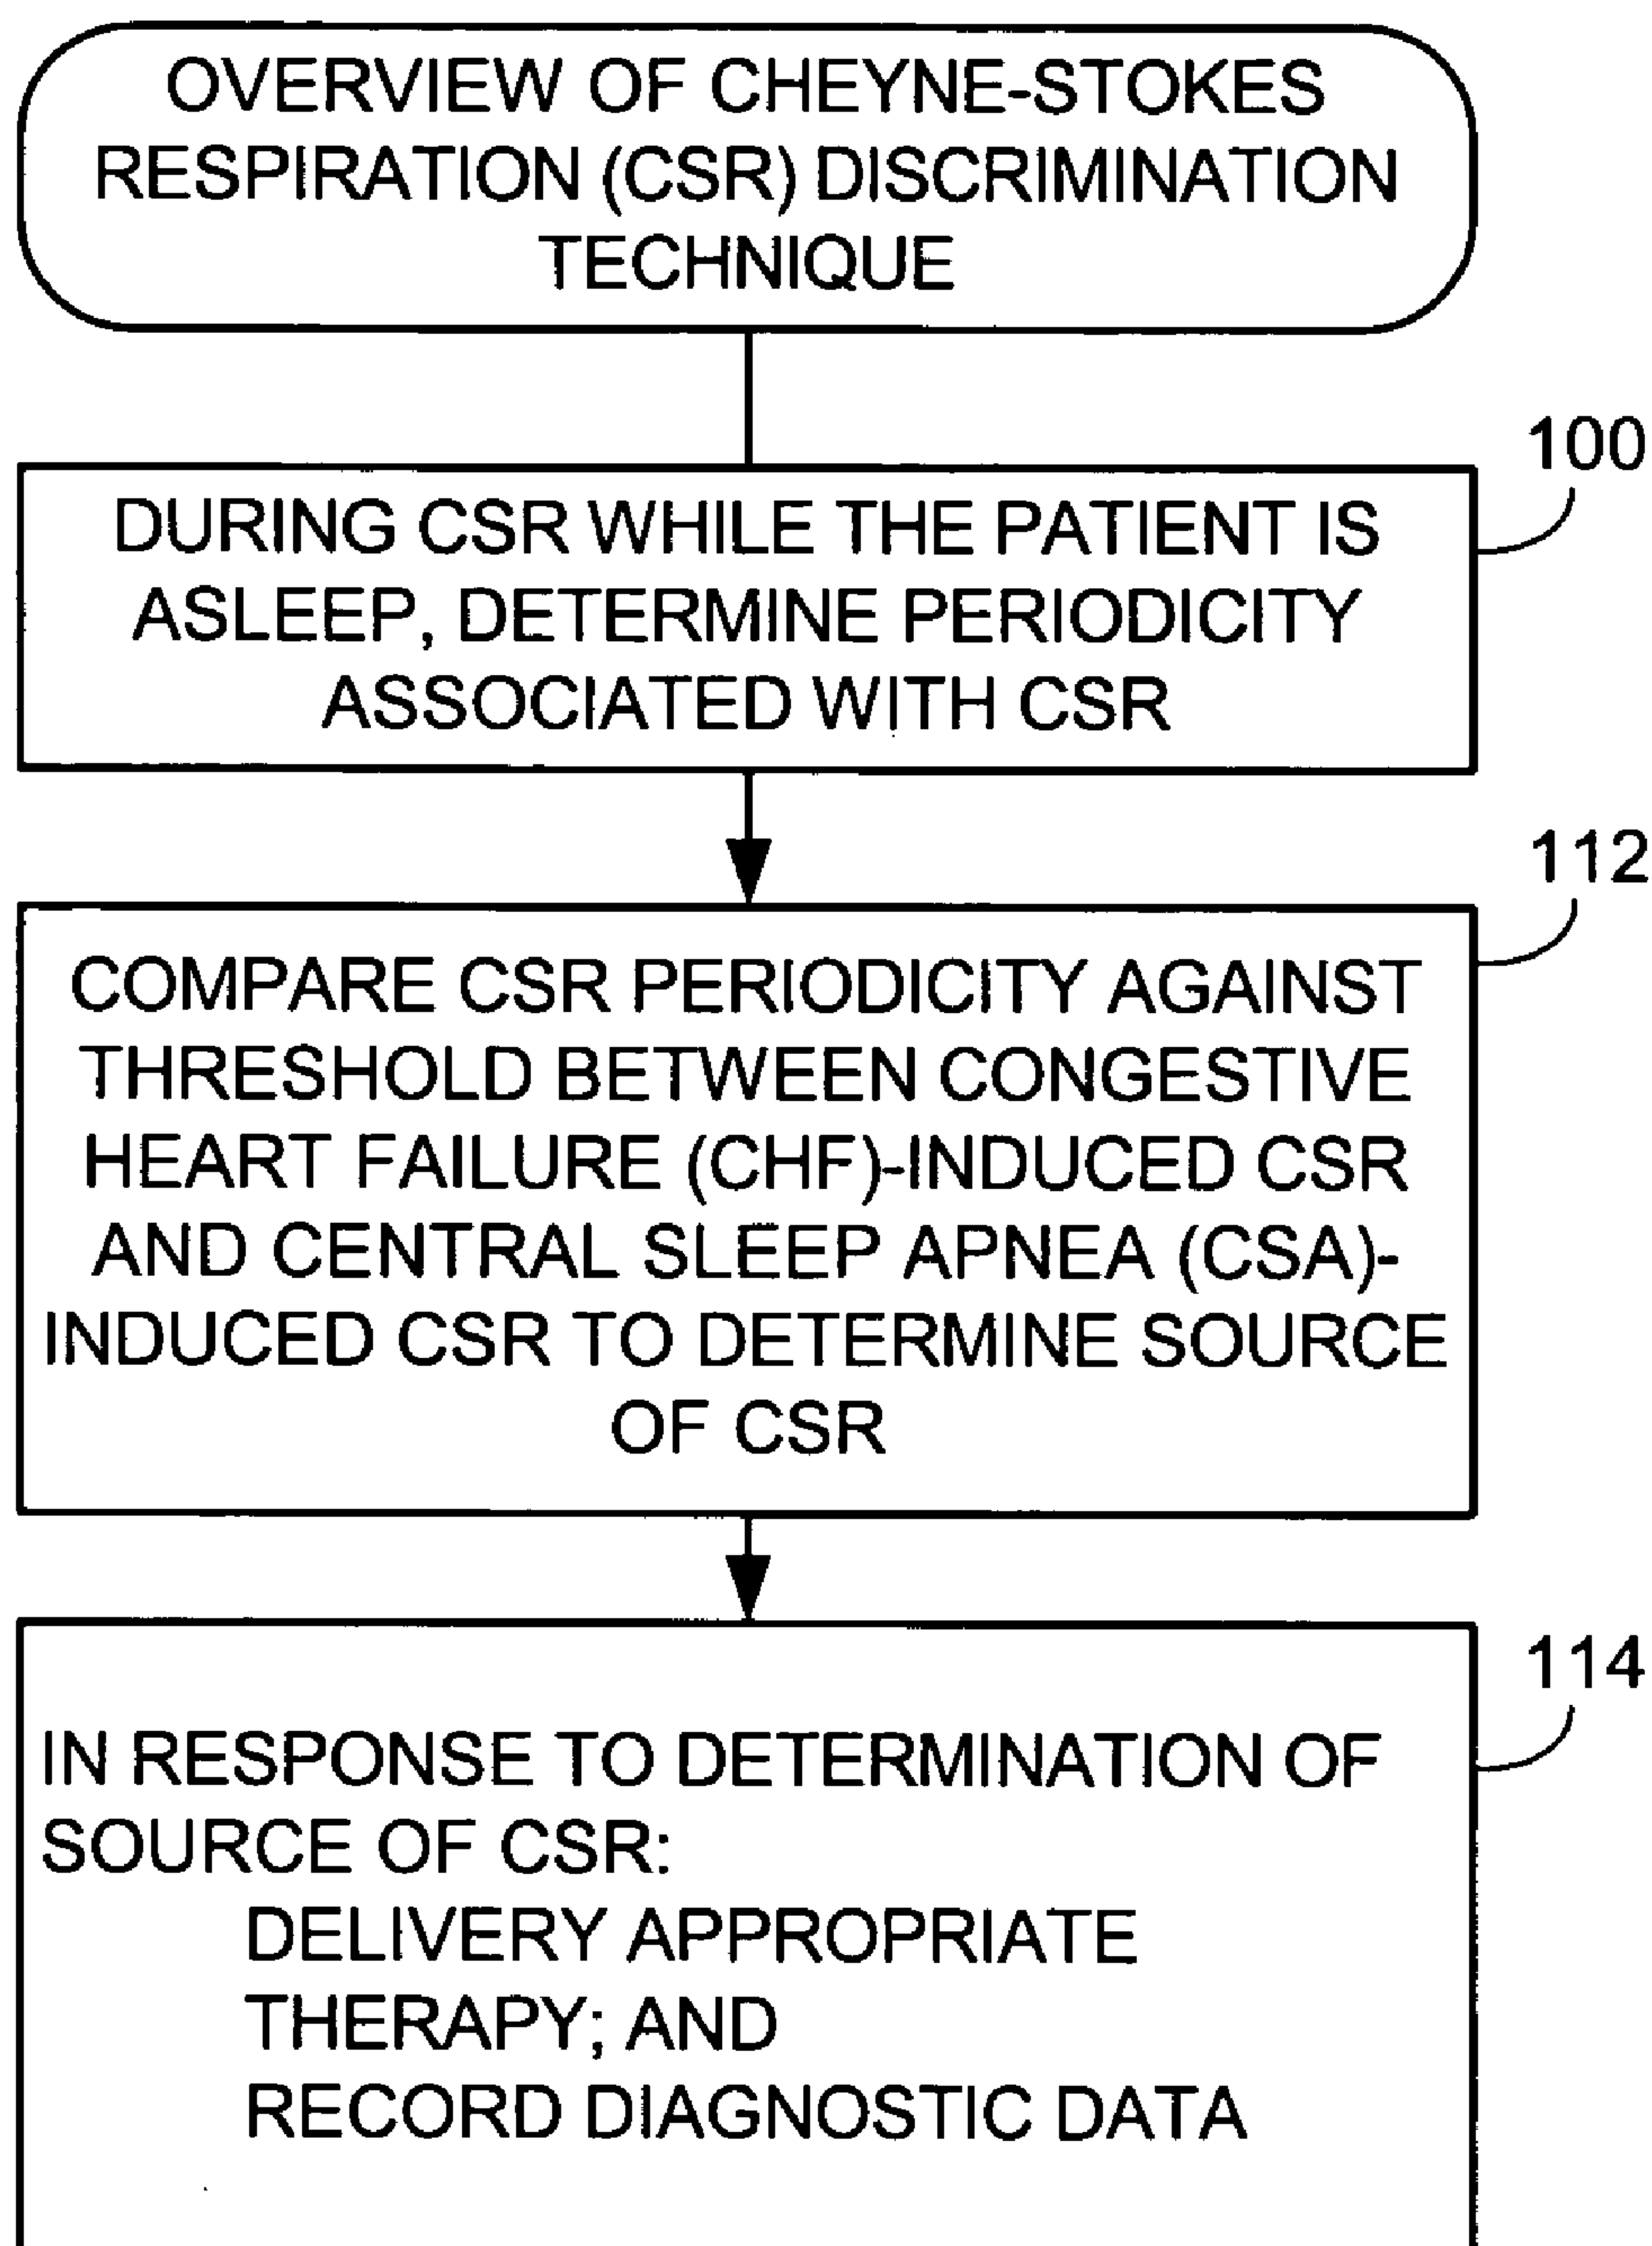 OVERVIEW OF CHEYNE-STOKES
RESPIRATION (CSR) DISCRIMINATION
TECHNIQUE
100
DURING CSR WHILE THE PATIENT IS
ASLEEP, DETERMINE PERIODICITY
ASSOCIATED WITH CSR
112
COMPARE CSR PERIODICITY AGAINST
THRESHOLD BETWEEN CONGESTIVE
HEART FAILURE (CHF)-INDUCED CSR
AND CENTRAL SLEEP APNEA (CSA)-
INDUCED CSR TO DETERMINE SOURCE
OF CSR
114
IN RESPONSE TO DETERMINATION OF
SOURCE OF CSR:
DELIVERY APPROPRIATE
THERAPY; AND
RECORD DIAGNOSTIC DATA